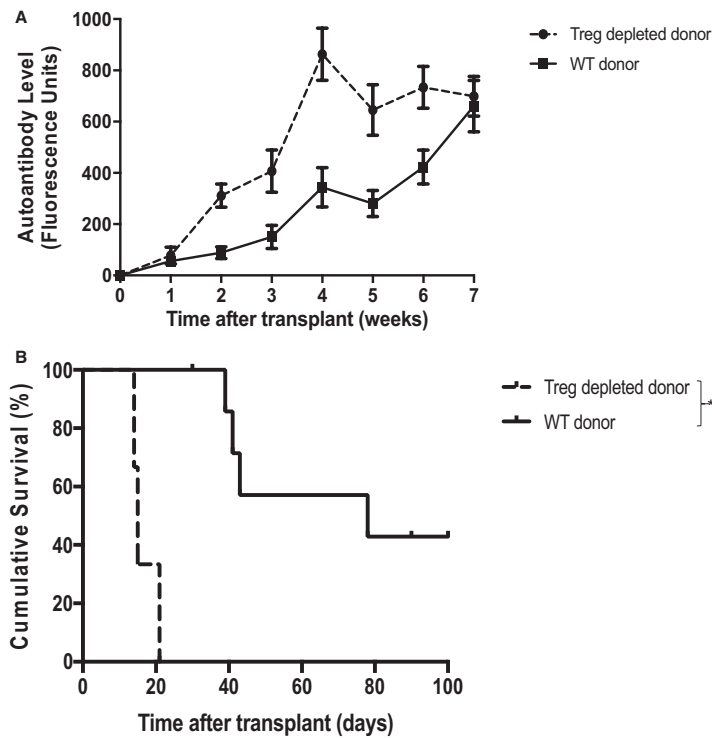 A
1000
800
600
400
200
0
Autoantibody Level
(Fluorescence Units)
0 1 2 3 4 5 6 7
Time after transplant (weeks)
Treg depleted donor
WT donor
B
100
80
60
40
20
0
Cumulative Survival (%)
0 20 40 60 80 100
Time after transplant (days)
Treg depleted donor
WT donor
*